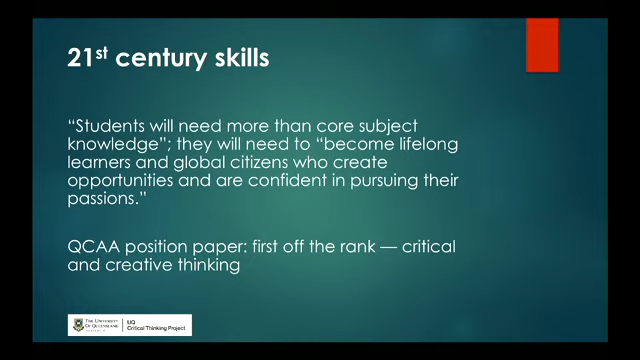 21st century skills
“Students will need more than core subject
knowledge”; they will need to “become lifelong
learners and global citizens who create
opportunities and are confident in pursuing their
passions.”
QCAA position paper: first off the rank — critical
and creative thinking
The University
Of Queensland
UQ
Critical Thinking Project